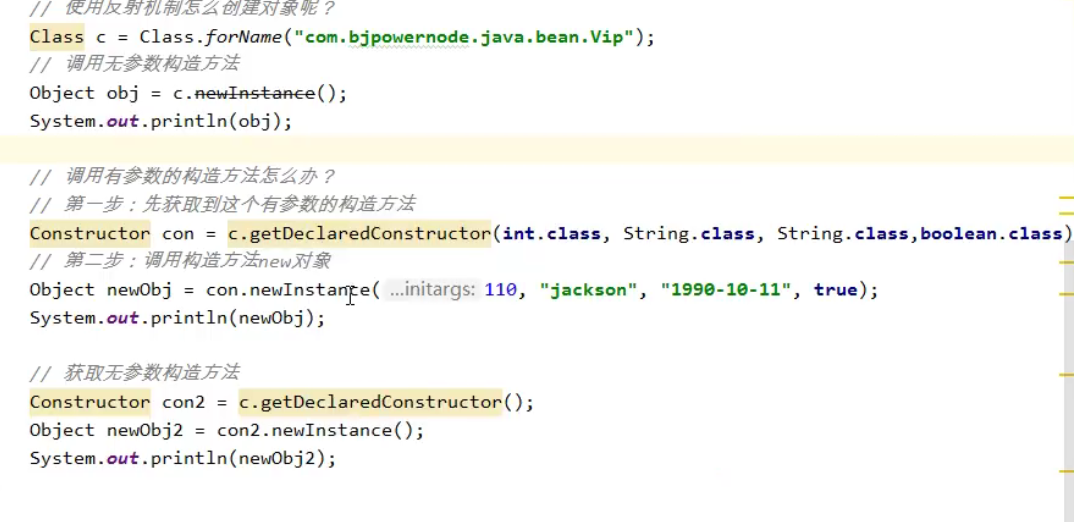 // 使用反射机制怎么创建对象呢？
Class c = Class.forName("com.bjpowernode.java.bean.Vip");
// 调用无参数构造方法
Object obj = c.newInstance();
System.out.println(obj);
// 调用有参数的构造方法怎么办？
// 第一步：先获取到这个有参数的构造方法
Constructor con = c.getDeclaredConstructor(int.class, String.class, String.class,boolean.class)
// 第二步：调用构造方法new对象
Object newObj = con.newInstance( ...initargs: 110, "jackson", "1990-10-11", true);
System.out.println(newObj);
// 获取无参数构造方法
Constructor con2 = c.getDeclaredConstructor();
Object newObj2 = con2.newInstance();
System.out.println(newObj2);